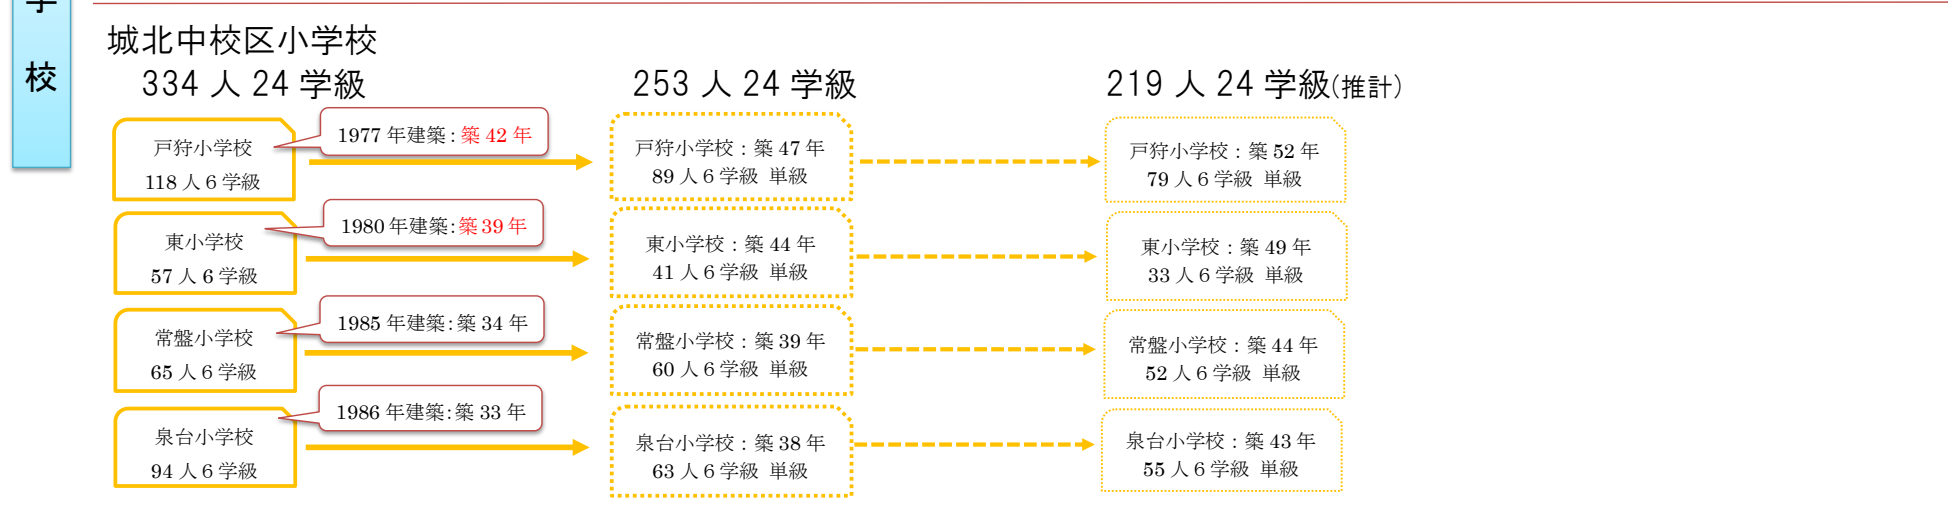 校
城北中校区小学校
334 人 24 学級
253 人 24 学級
219 人 24 学級(推計)
戸狩小学校
118 人 6 学級
1977 年建築：築 42 年
戸狩小学校：築 47 年
89 人 6 学級 単級
戸狩小学校：築 52 年
79 人 6 学級 単級
東小学校
57 人 6 学級
1980 年建築：築 39 年
東小学校：築 44 年
41 人 6 学級 単級
東小学校：築 49 年
33 人 6 学級 単級
常盤小学校
65 人 6 学級
1985 年建築：築 34 年
常盤小学校：築 39 年
60 人 6 学級 単級
常盤小学校：築 44 年
52 人 6 学級 単級
泉台小学校
94 人 6 学級
1986 年建築：築 33 年
泉台小学校：築 38 年
63 人 6 学級 単級
泉台小学校：築 43 年
55 人 6 学級 単級